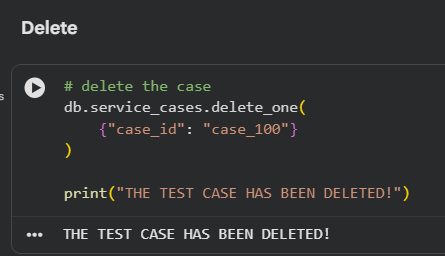 Delete
s
# delete the case
db.service_cases.delete_one(
    {"case_id": "case_100"}
)
print("THE TEST CASE HAS BEEN DELETED!")
THE TEST CASE HAS BEEN DELETED!